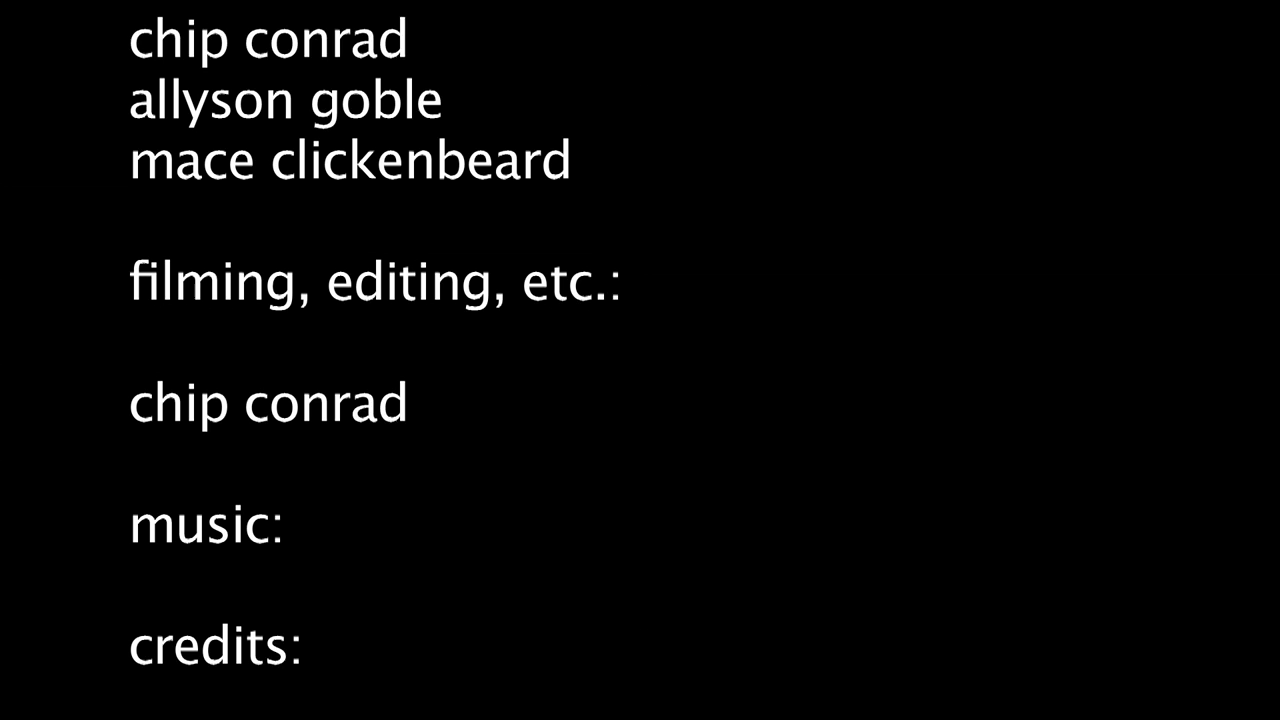 chip conrad
allyson goble
mace clickenbeard
filming, editing, etc.:
chip conrad
music:
credits: